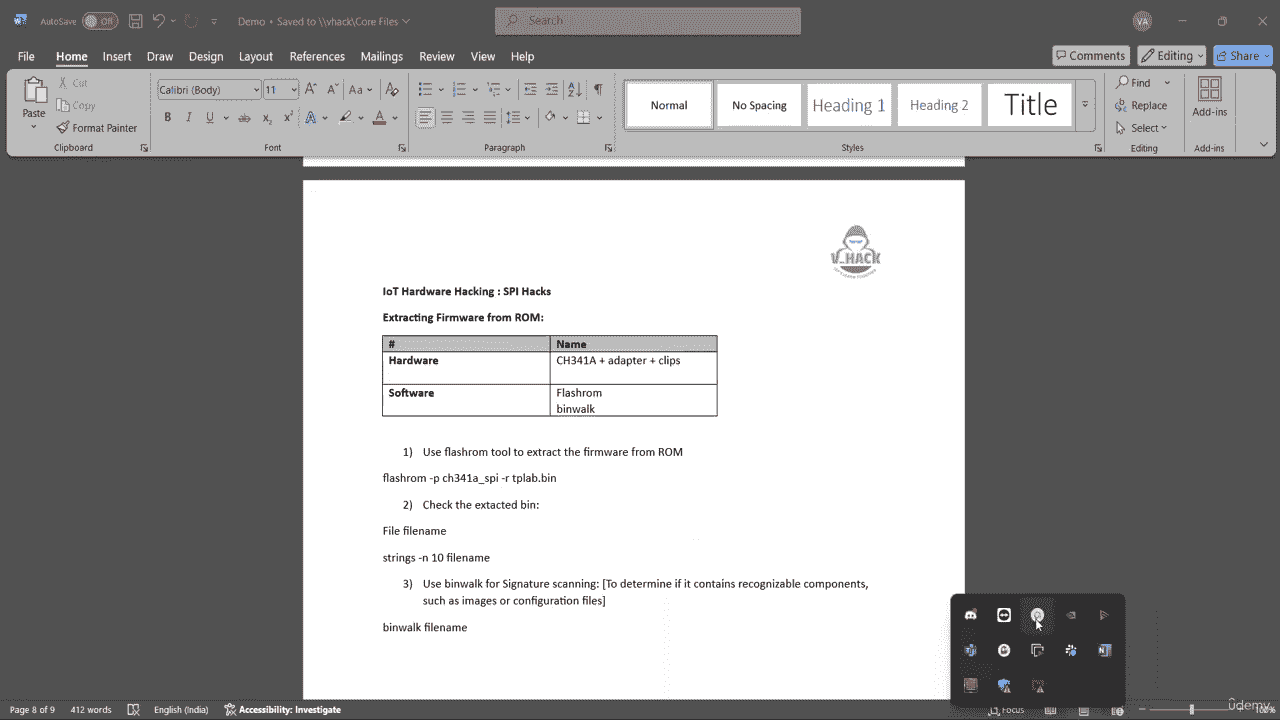 Demo • Saved to \vhack\Core Files
AutoSave Off
Search
VA
File Home Insert Draw Design Layout References Mailings Review View Help
Comments Editing Share
Paste
Cut
Copy
Format Painter
Clipboard
Calibri (Body) 11
Font
Paragraph
Normal No Spacing Heading 1 Heading 2 Title
Styles
Find
Replace
Select
Editing
Add-ins
Add-ins
V_HACK
IoT Hardware Hacking : SPI Hacks
Extracting Firmware from ROM:
# Name
Hardware CH341A + adapter + clips
Software Flashrom
binwalk
1) Use flashrom tool to extract the firmware from ROM
flashrom -p ch341a_spi -r tplab.bin
2) Check the extacted bin:
File filename
strings -n 10 filename
3) Use binwalk for Signature scanning: [To determine if it contains recognizable components,
such as images or configuration files]
binwalk filename
Page 8 of 9 412 words English (India) Accessibility: Investigate Focus
Udemy